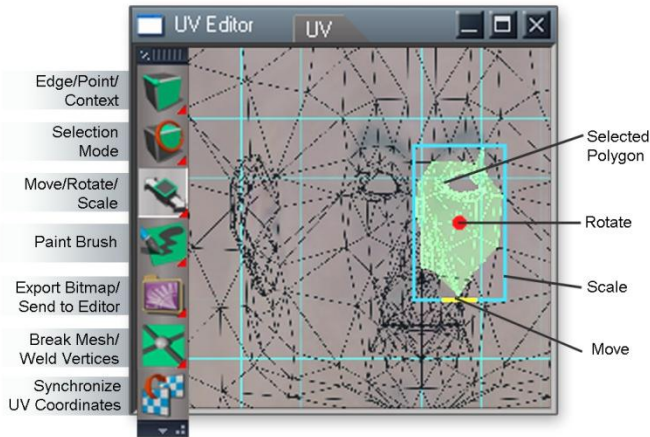 UV Editor
UV
Edge/Point/
Context
Selection
Mode
Move/Rotate/
Scale
Paint Brush
Export Bitmap/
Send to Editor
Break Mesh/
Weld Vertices
Synchronize
UV Coordinates
Selected
Polygon
Rotate
Scale
Move